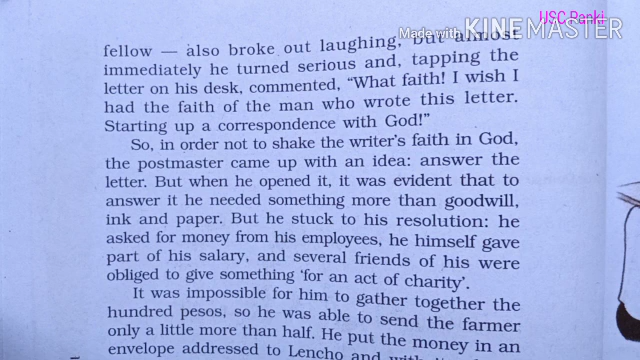 USC Banki
Made with KINEMASTER
fellow — also broke out laughing, but almost
immediately he turned serious and, tapping the
letter on his desk, commented, “What faith! I wish I
had the faith of the man who wrote this letter.
Starting up a correspondence with God!”
So, in order not to shake the writer’s faith in God,
the postmaster came up with an idea: answer the
letter. But when he opened it, it was evident that to
answer it he needed something more than goodwill,
ink and paper. But he stuck to his resolution: he
asked for money from his employees, he himself gave
part of his salary, and several friends of his were
obliged to give something ‘for an act of charity’.
It was impossible for him to gather together the
hundred pesos, so he was able to send the farmer
only a little more than half. He put the money in an
envelope addressed to Lencho and with